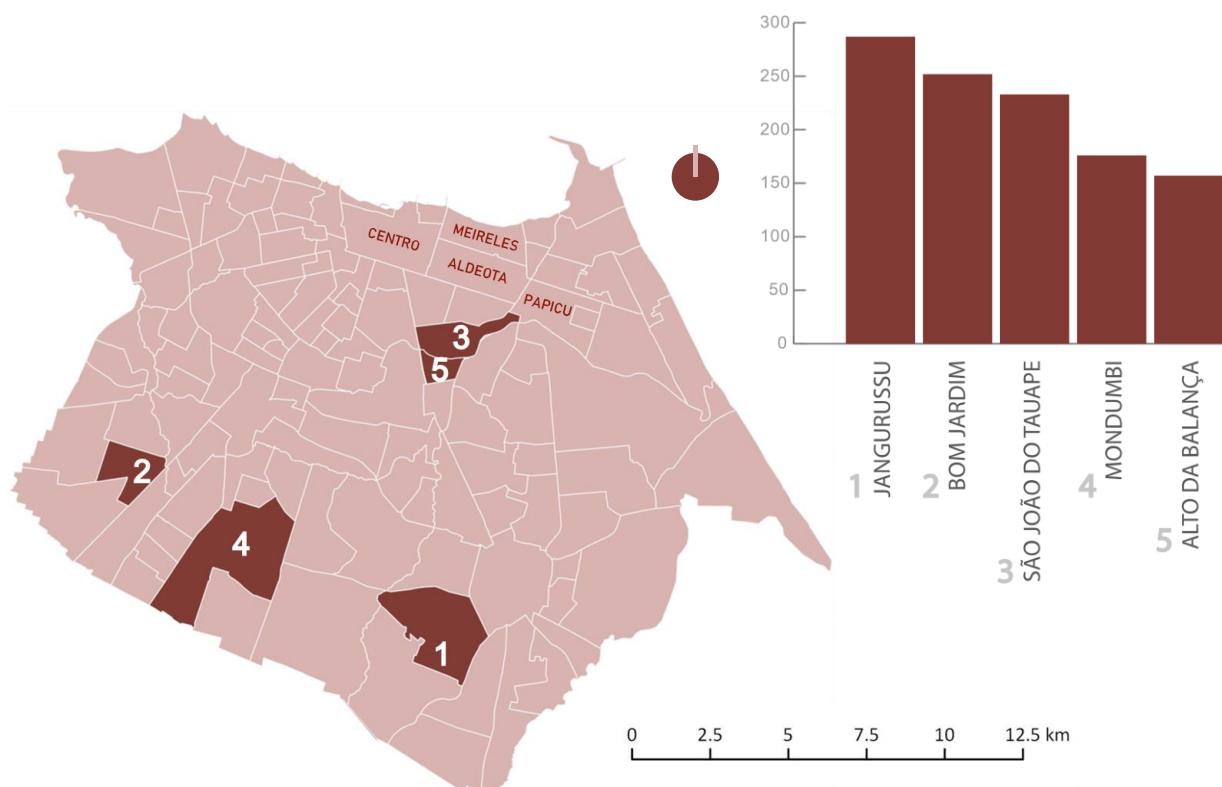 CENTRO
MEIRELES
ALDEOTA
PAPICU
3
5
2
4
1
300
250
200
150
100
50
0
1 JANGURUSSU
2 BOM JARDIM
3 SÃO JOÃO DO TAUAPE
4 MONDUMBI
5 ALTO DA BALANÇA
0 2.5 5 7.5 10 12.5 km